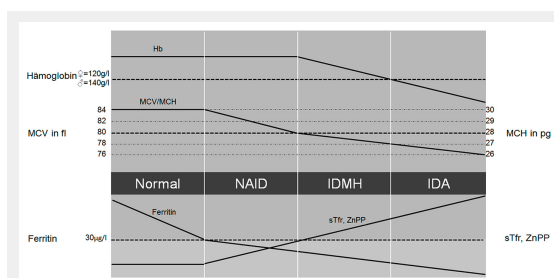 Hb
Hämoglobin ♀=120g/l
♂=140g/l
MCV/MCH
84
82
MCV in fl 80
78
76
30
29
28 MCH in pg
27
26
Normal NAID IDMH IDA
Ferritin
sTfr, ZnPP
Ferritin 30µg/l
sTfr, ZnPP